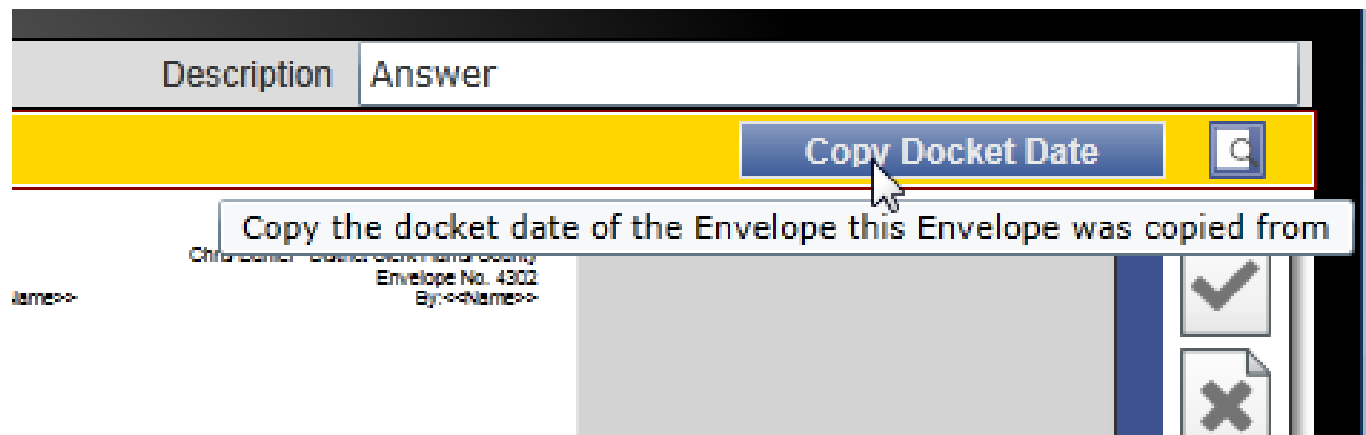 Description Answer
Copy Docket Date
Copy the docket date of the Envelope this Envelope was copied from
Envelope No. 4302
Name>> By:<<Name>>